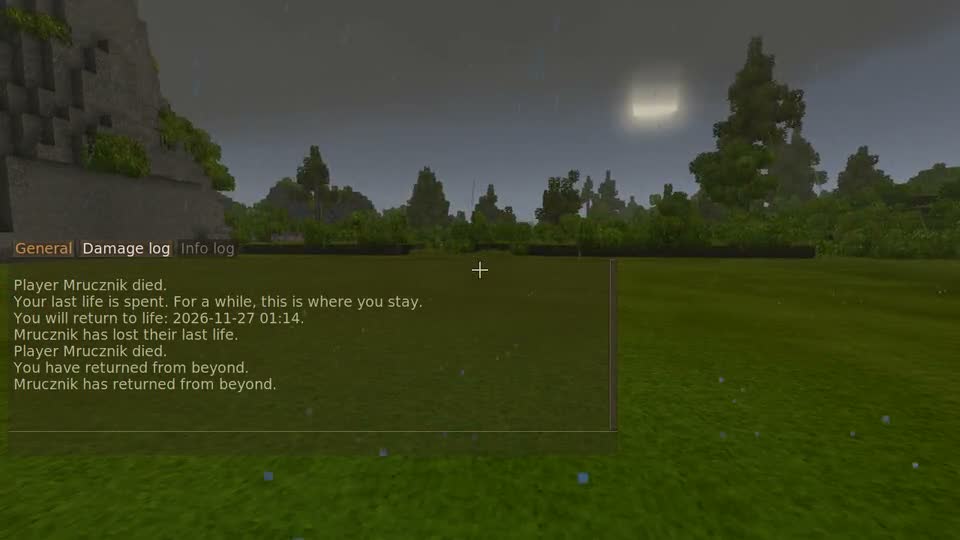 General Damage log Info log
Player Mrucznik died.
Your last life is spent. For a while, this is where you stay.
You will return to life: 2026-11-27 01:14.
Mrucznik has lost their last life.
Player Mrucznik died.
You have returned from beyond.
Mrucznik has returned from beyond.